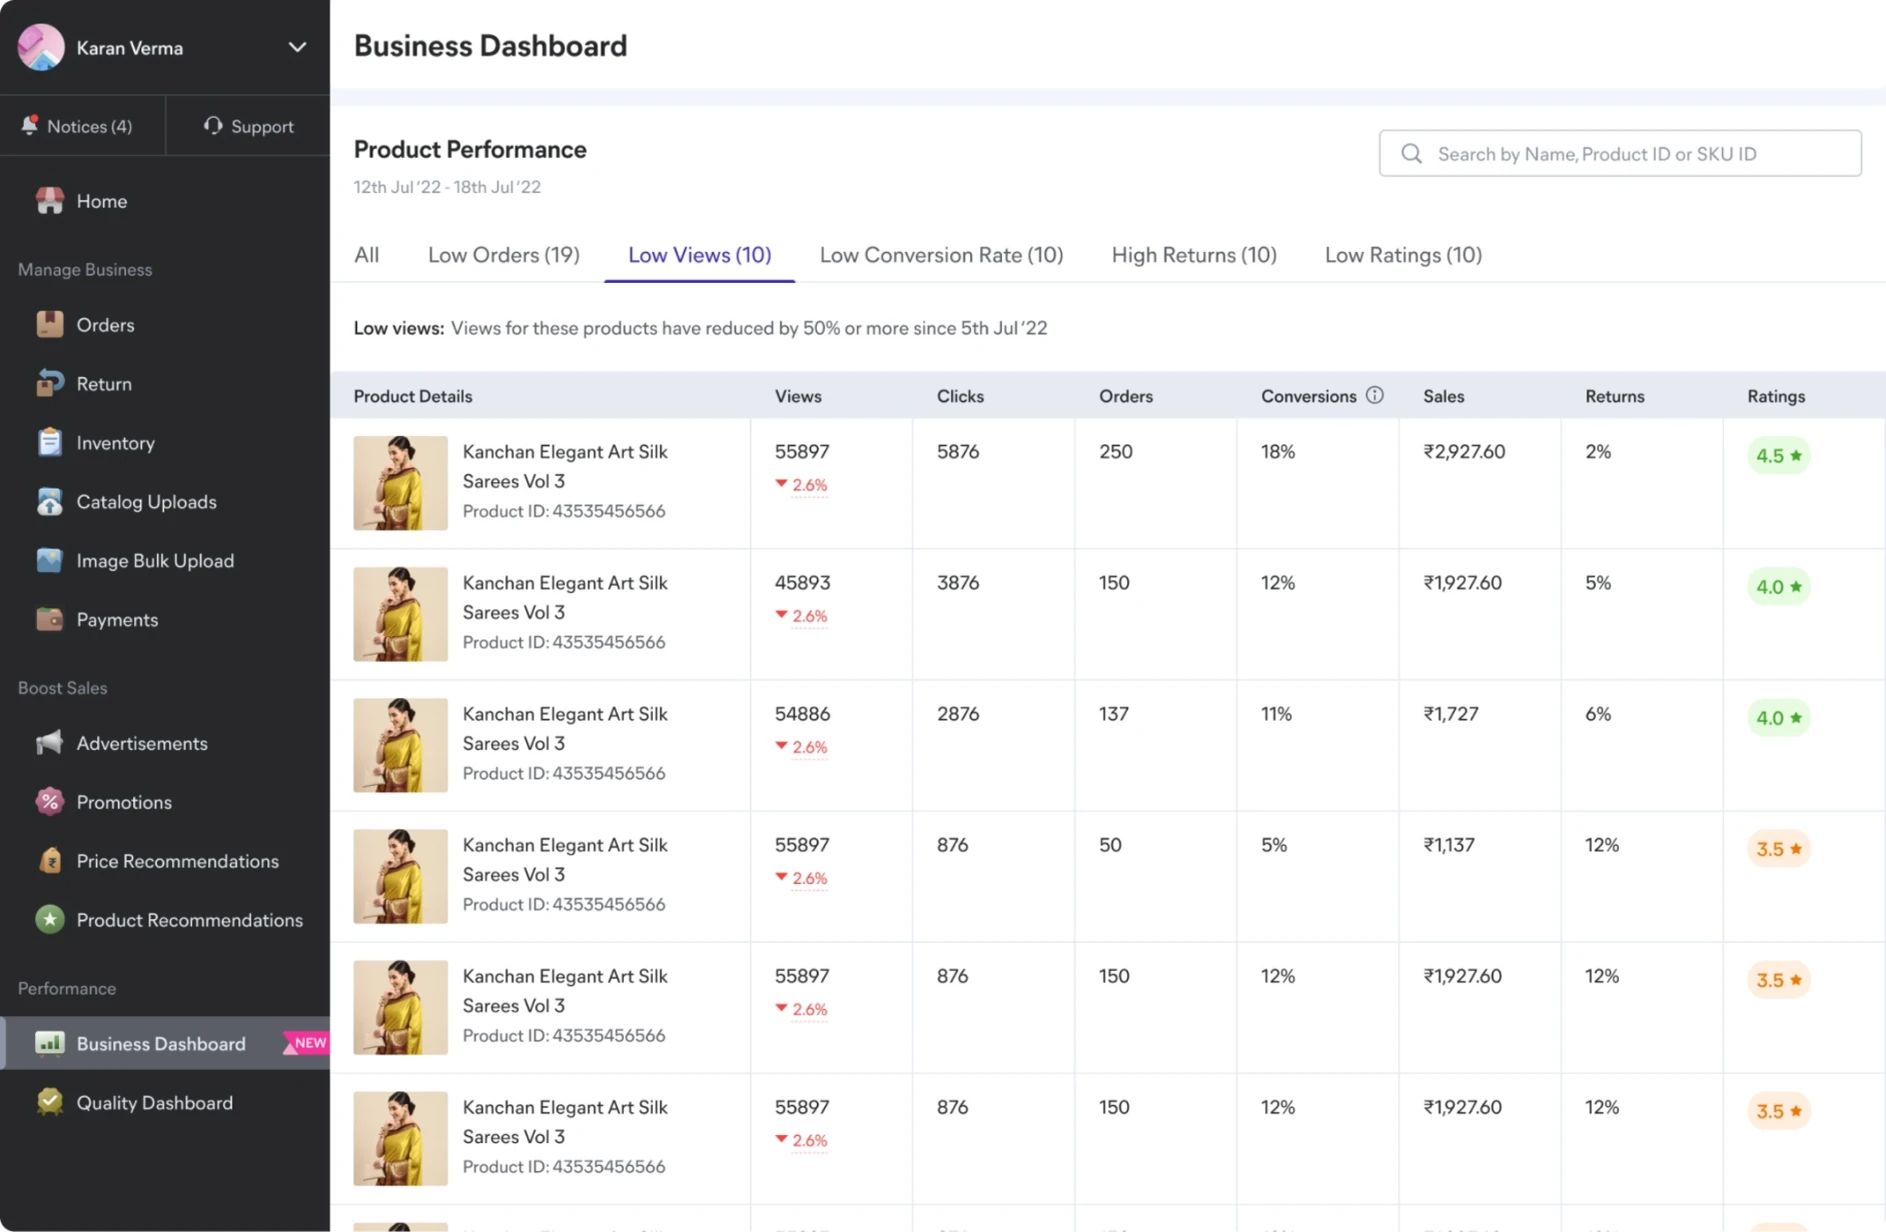 Karan Verma
Notices (4)
Support
Home
Manage Business
Orders
Return
Inventory
Catalog Uploads
Image Bulk Upload
Payments
Boost Sales
Advertisements
Promotions
Price Recommendations
Product Recommendations
Performance
Business Dashboard NEW
Quality Dashboard
Business Dashboard
Product Performance
12th Jul '22 - 18th Jul '22
Search by Name, Product ID or SKU ID
All Low Orders (19) Low Views (10) Low Conversion Rate (10) High Returns (10) Low Ratings (10)
Low views: Views for these products have reduced by 50% or more since 5th Jul '22
Product Details Views Clicks Orders Conversions Sales Returns Ratings
Kanchan Elegant Art Silk 55897 5876 250 18% ₹2,927.60 2% 4.5 ★
Sarees Vol 3 2.6%
Product ID: 43535456566
Kanchan Elegant Art Silk 45893 3876 150 12% ₹1,927.60 5% 4.0 ★
Sarees Vol 3 2.6%
Product ID: 43535456566
Kanchan Elegant Art Silk 54886 2876 137 11% ₹1,727 6% 4.0 ★
Sarees Vol 3 2.6%
Product ID: 43535456566
Kanchan Elegant Art Silk 55897 876 50 5% ₹1,137 12% 3.5 ★
Sarees Vol 3 2.6%
Product ID: 43535456566
Kanchan Elegant Art Silk 55897 876 150 12% ₹1,927.60 12% 3.5 ★
Sarees Vol 3 2.6%
Product ID: 43535456566
Kanchan Elegant Art Silk 55897 876 150 12% ₹1,927.60 12% 3.5 ★
Sarees Vol 3 2.6%
Product ID: 43535456566